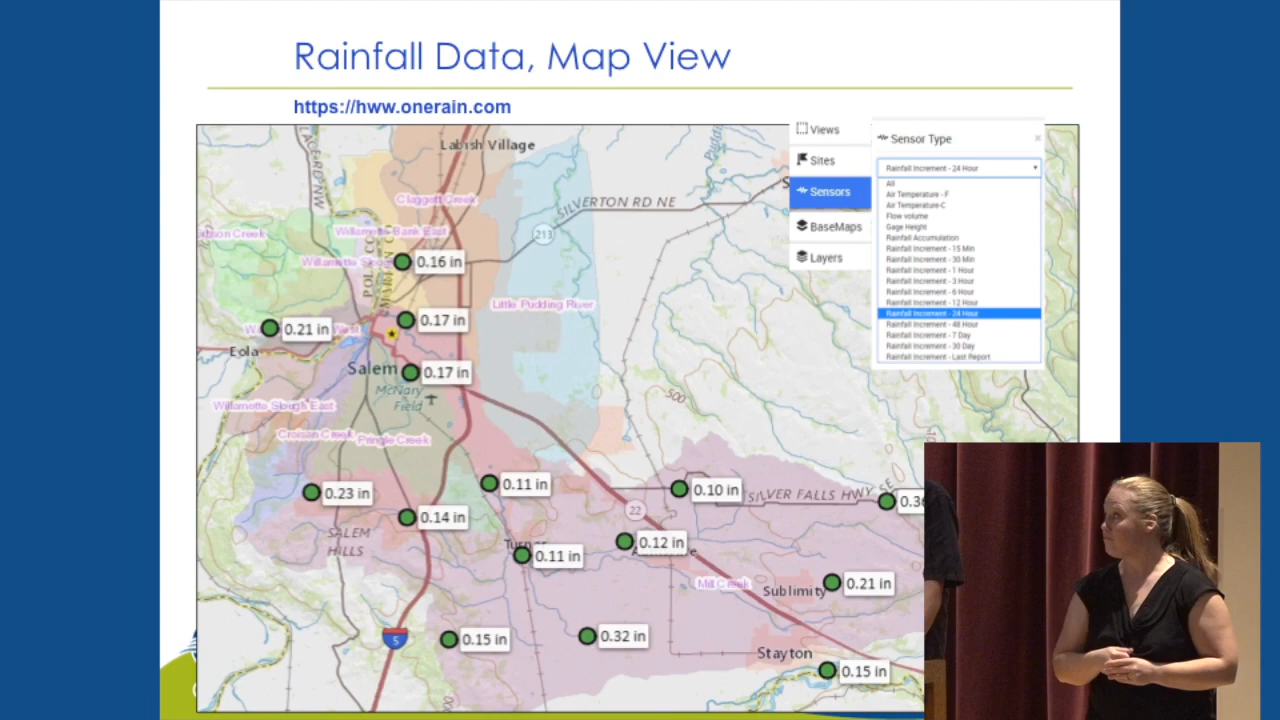 Rainfall Data, Map View
https://hww.onerain.com
Labish Village
Claggett Creek
SILVERTON RD NE
213
Willamette Bank East
0.16 in
Little Pudding River
0.17 in
0.21 in
Eola
Salem
0.17 in
McNary
Field
500
Willamette Slough East
Croisan Creek
Pringle Creek
0.23 in
0.11 in
0.10 in
SILVER FALLS HWY SE
22
0.14 in
SALEM
HILLS
0.11 in
0.12 in
Mill Creek
Sublimity
0.21 in
5
0.15 in
0.32 in
Stayton
0.15 in
Views
Sites
Sensors
BaseMaps
Layers
Sensor Type
Rainfall Increment - 24 Hour
All
Air Temperature - F
Air Temperature-C
Flow volume
Gage Height
Rainfall Accumulation
Rainfall Increment - 15 Min
Rainfall Increment - 30 Min
Rainfall Increment - 1 Hour
Rainfall Increment - 3 Hour
Rainfall Increment - 6 Hour
Rainfall Increment - 12 Hour
Rainfall Increment - 24 Hour
Rainfall Increment - 48 Hour
Rainfall Increment - 7 Day
Rainfall Increment - 30 Day
Rainfall Increment - Last Report